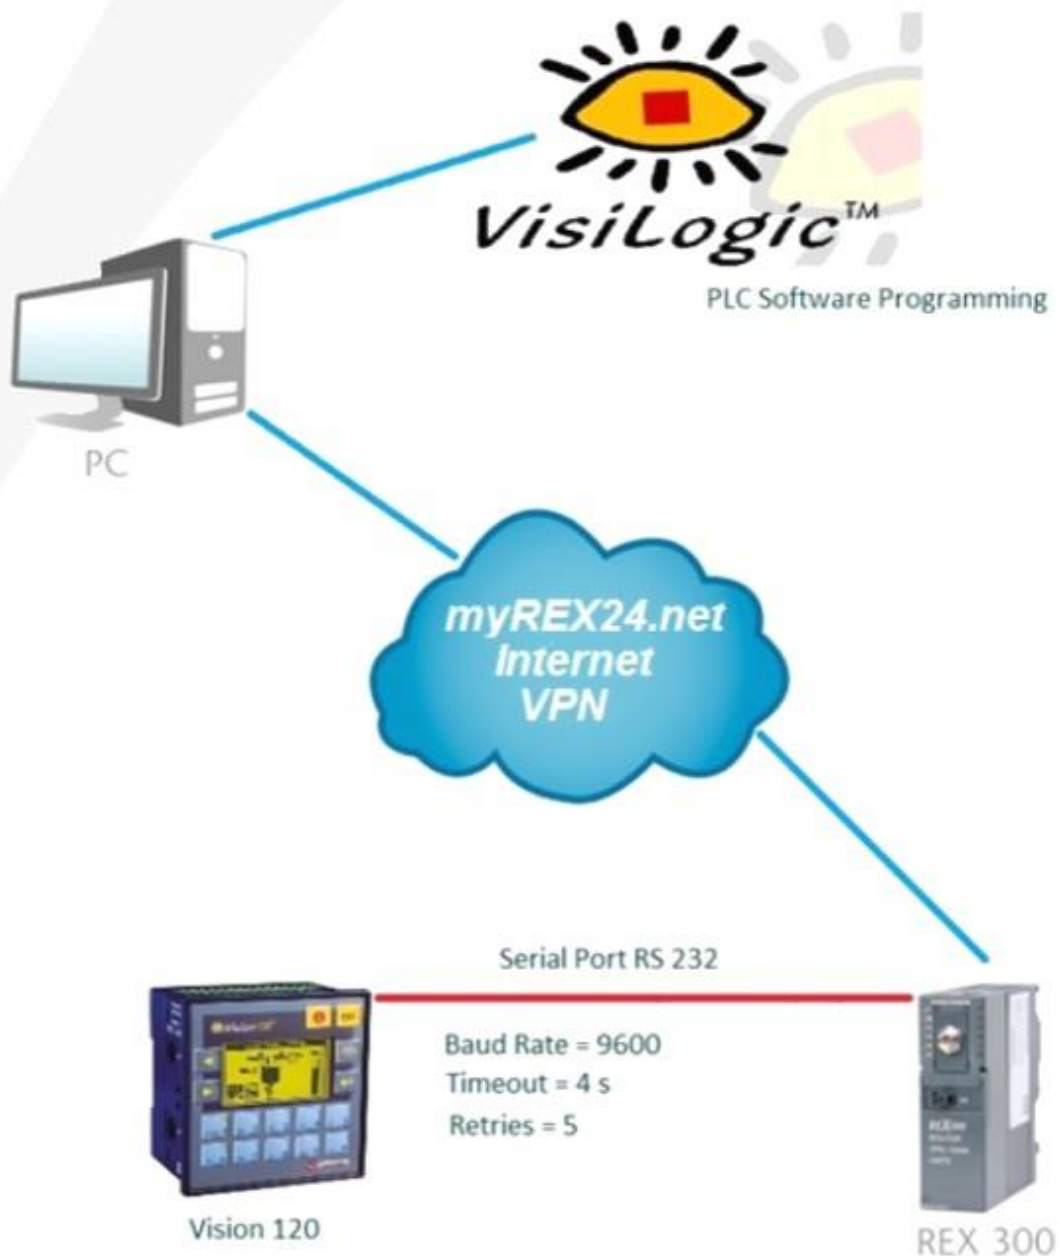 VisiLogic™
PLC Software Programming
PC
myREX24.net
Internet
VPN
Serial Port RS 232
Baud Rate = 9600
Timeout = 4 s
Retries = 5
Vision 120
REX 300